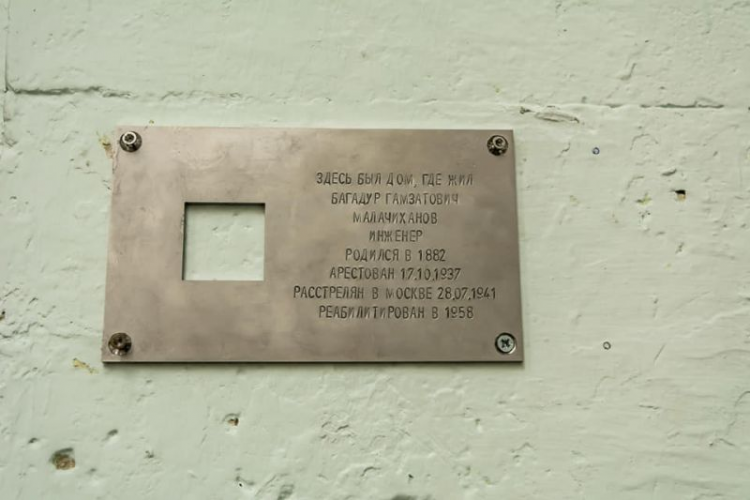 ЗДЕСЬ БЫЛ ДОМ, ГДЕ ЖИЛ
БАГАДУР ГАМЗАТОВИЧ
МАЛАЧИХАНОВ
ИНЖЕНЕР
РОДИЛСЯ В 1882
АРЕСТОВАН 17.10.1937
РАССТРЕЛЯН В МОСКВЕ 28.07.1941
РЕАБИЛИТИРОВАН В 1958